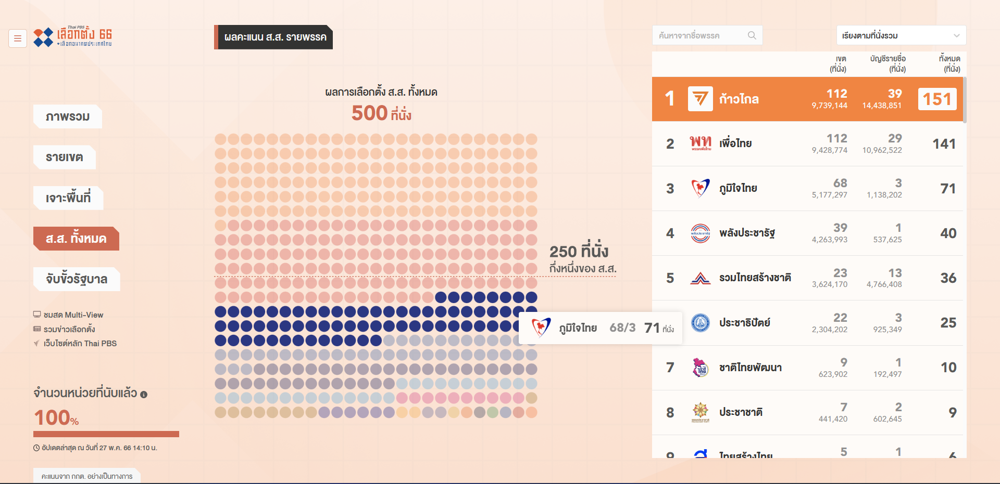 Thai PBS
เลือกตั้ง 66
#เลือกอนาคตประเทศไทย
ภาพรวม
รายเขต
เจาะพื้นที่
ส.ส. ทั้งหมด
จับขั้วรัฐบาล
ชมสด Multi-View
รวมข่าวเลือกตั้ง
เว็บไซต์หลัก Thai PBS
จำนวนหน่วยที่นับแล้ว
100%
อัปเดตล่าสุด ณ วันที่ 27 พ.ค. 66 14:10 น.
คะแนนจาก กกต. อย่างเป็นทางการ
ผลคะแนน ส.ส. รายพรรค
ผลการเลือกตั้ง ส.ส. ทั้งหมด
500 ที่นั่ง
250 ที่นั่ง
กึ่งหนึ่งของ ส.ส.
ภูมิใจไทย 68/3 71 ที่นั่ง
ค้นหาจากชื่อพรรค
เรียงตามที่นั่งรวม
เขต บัญชีรายชื่อ ทั้งหมด
(ที่นั่ง) (ที่นั่ง) (ที่นั่ง)
1 ก้าวไกล 112 39 151
9,739,144 14,438,851
2 พท เพื่อไทย 112 29 141
พรรคเพื่อไทย 9,428,774 10,962,522
3 ภูมิใจไทย 68 3 71
5,177,297 1,138,202
4 พลังประชารัฐ พลังประชารัฐ 39 1 40
4,263,993 537,625
5 รวมไทยสร้างชาติ 23 13 36
3,624,170 4,766,408
ประชาธิปัตย์ 22 3 25
2,304,202 925,349
7 ชาติไทยพัฒนา 9 1 10
623,902 192,497
8 ประชาชาติ 7 2 9
441,420 602,645
9 ไทยสร้างไทย 5 1 6